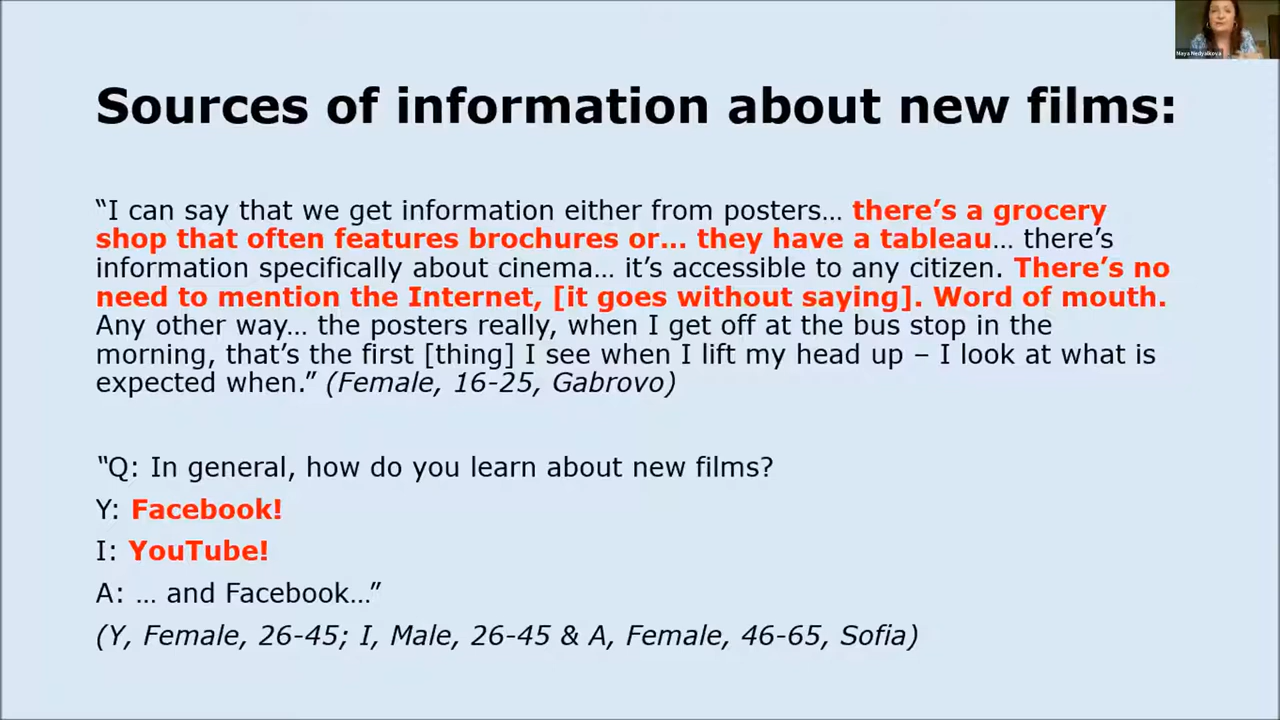 Maya Nedyalkova
Sources of information about new films:
“I can say that we get information either from posters… there’s a grocery
shop that often features brochures or… they have a tableau… there’s
information specifically about cinema… it’s accessible to any citizen. There’s no
need to mention the Internet, [it goes without saying]. Word of mouth.
Any other way… the posters really, when I get off at the bus stop in the
morning, that’s the first [thing] I see when I lift my head up – I look at what is
expected when.” (Female, 16-25, Gabrovo)
“Q: In general, how do you learn about new films?
Y: Facebook!
I: YouTube!
A: … and Facebook…”
(Y, Female, 26-45; I, Male, 26-45 & A, Female, 46-65, Sofia)